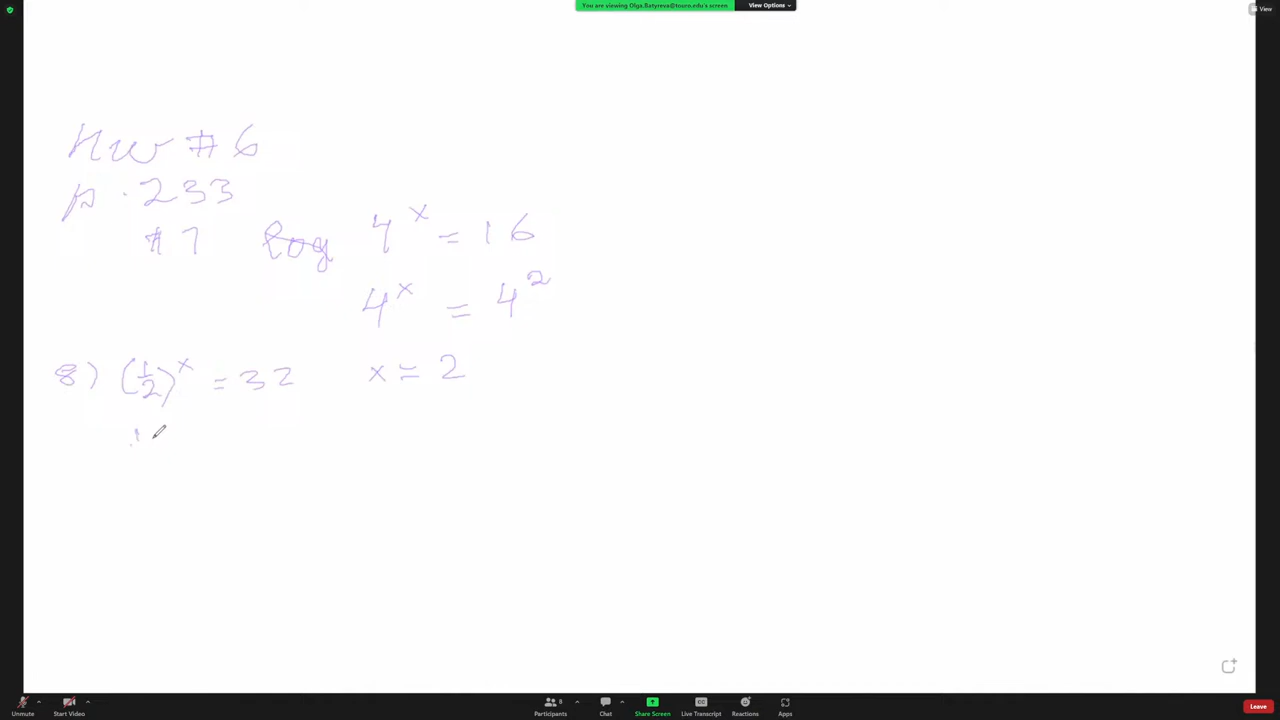 You are viewing Olga.Batyreva@touro.edu's screen
View Options
View
HW # 6
p. 233
# 7 log 4^x = 16
4^x = 4^2
8) (1/2)^x = 32 x = 2
Unmute
Start Video
Participants
Chat
Share Screen
Live Transcript
Reactions
Apps
Leave